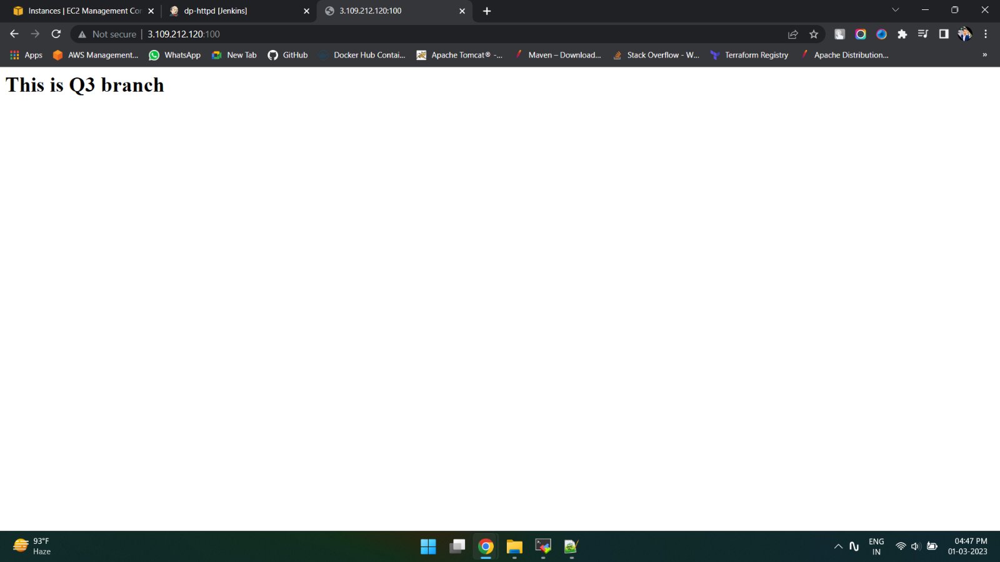 Instances | EC2 Management Con
dp-httpd [Jenkins]
3.109.212.120:100
Not secure | 3.109.212.120:100
Apps
AWS Management...
WhatsApp
New Tab
GitHub
Docker Hub Contai...
Apache Tomcat® -...
Maven – Download...
Stack Overflow - W...
Terraform Registry
Apache Distribution...
»
This is Q3 branch
93°F
Haze
ENG
IN
04:47 PM
01-03-2023